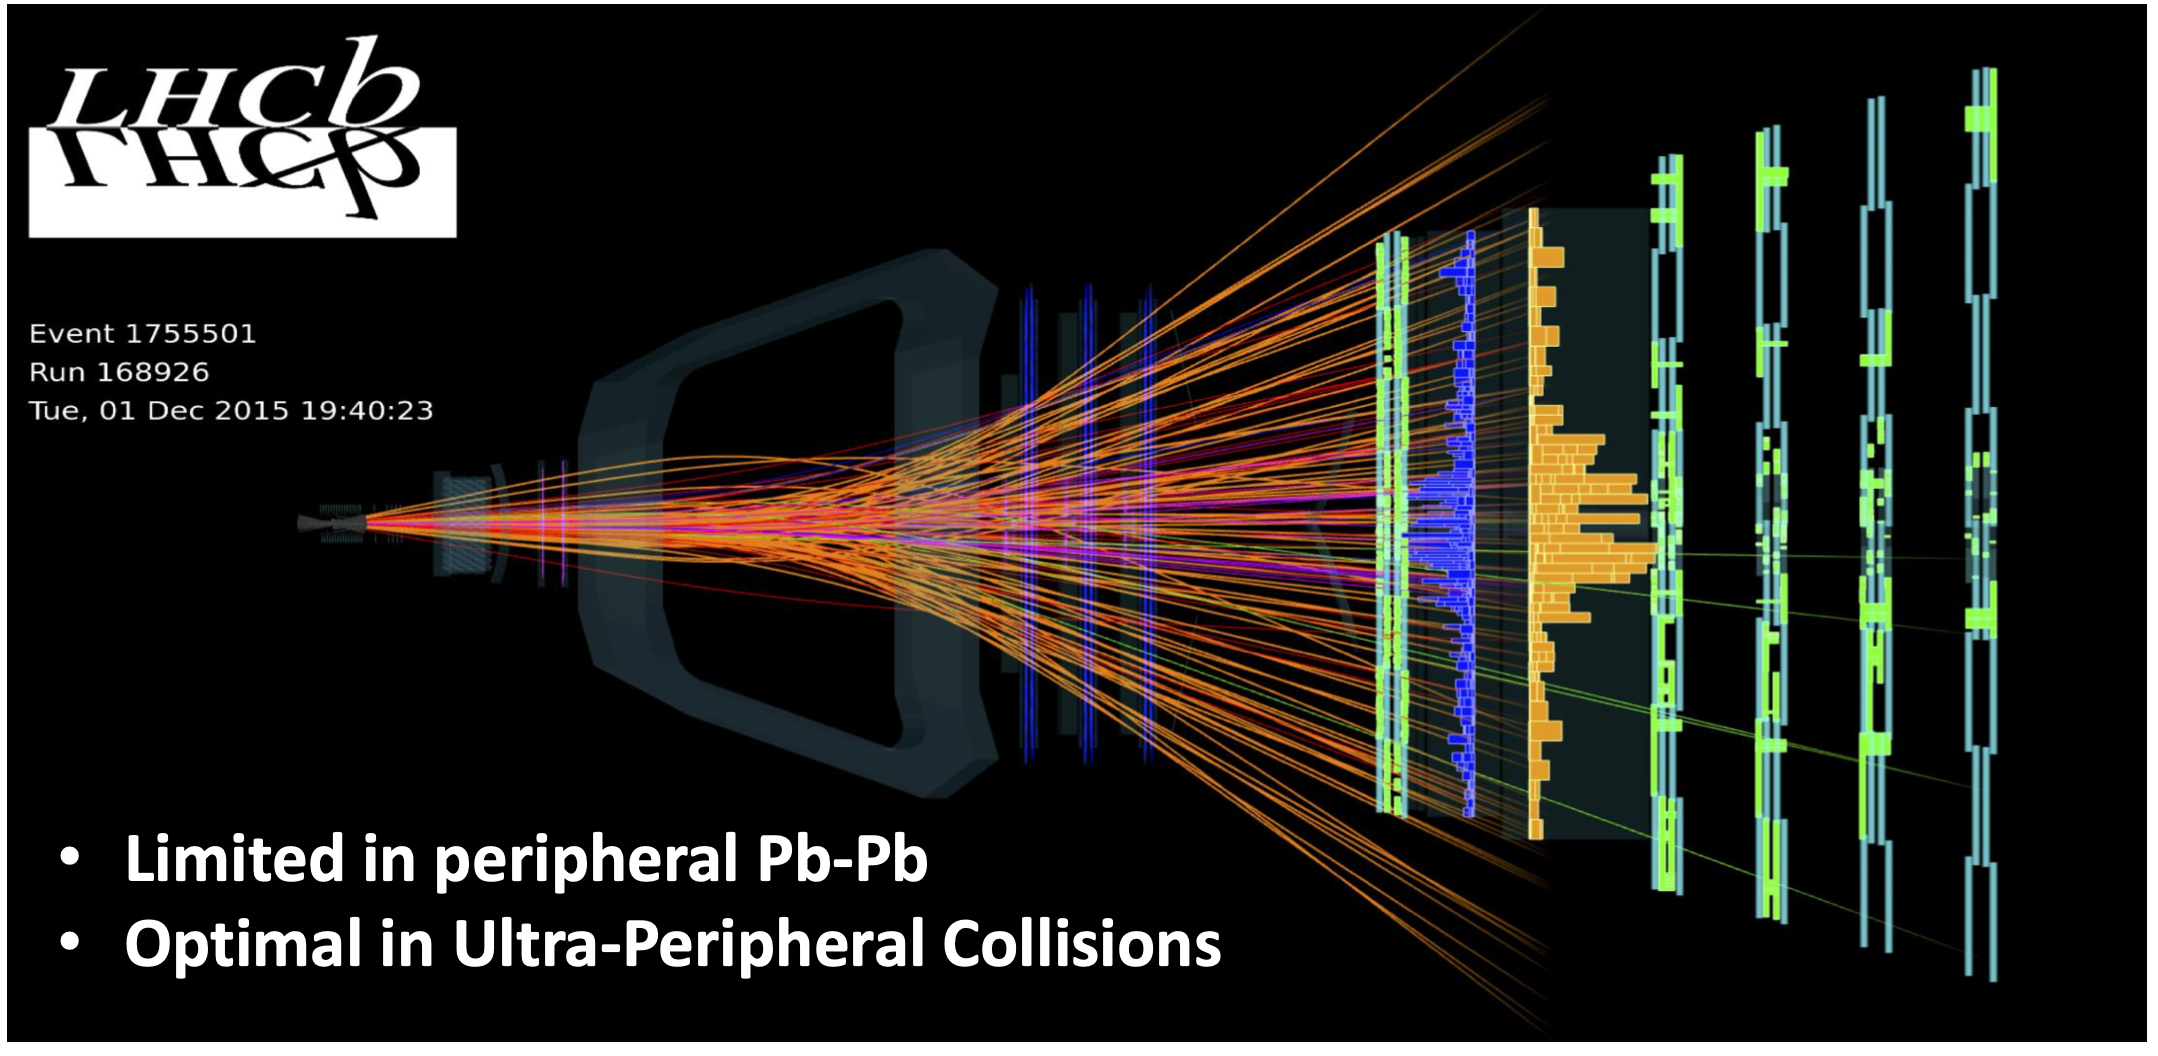 LHCb
LHCb
Event 1755501
Run 168926
Tue, 01 Dec 2015 19:40:23
• Limited in peripheral Pb-Pb
• Optimal in Ultra-Peripheral Collisions